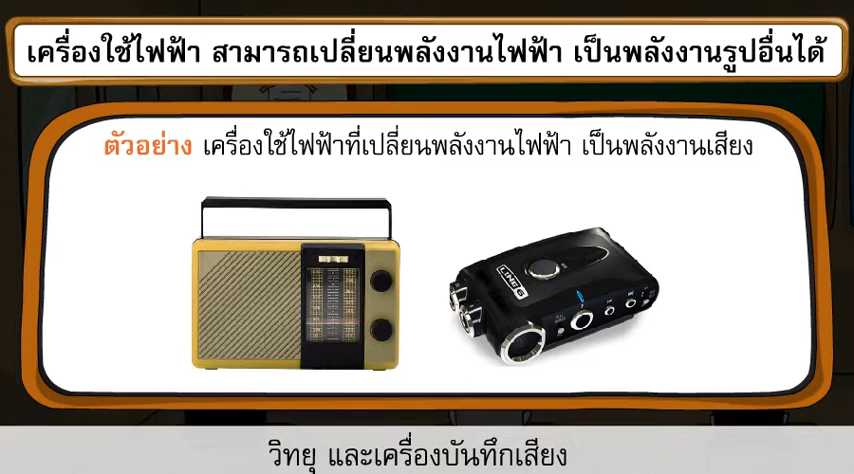 เครื่องใช้ไฟฟ้า สามารถเปลี่ยนพลังงานไฟฟ้า เป็นพลังงานรูปอื่นได้
ตัวอย่าง เครื่องใช้ไฟฟ้าที่เปลี่ยนพลังงานไฟฟ้า เป็นพลังงานเสียง
LINE 6
วิทยุ และเครื่องบันทึกเสียง